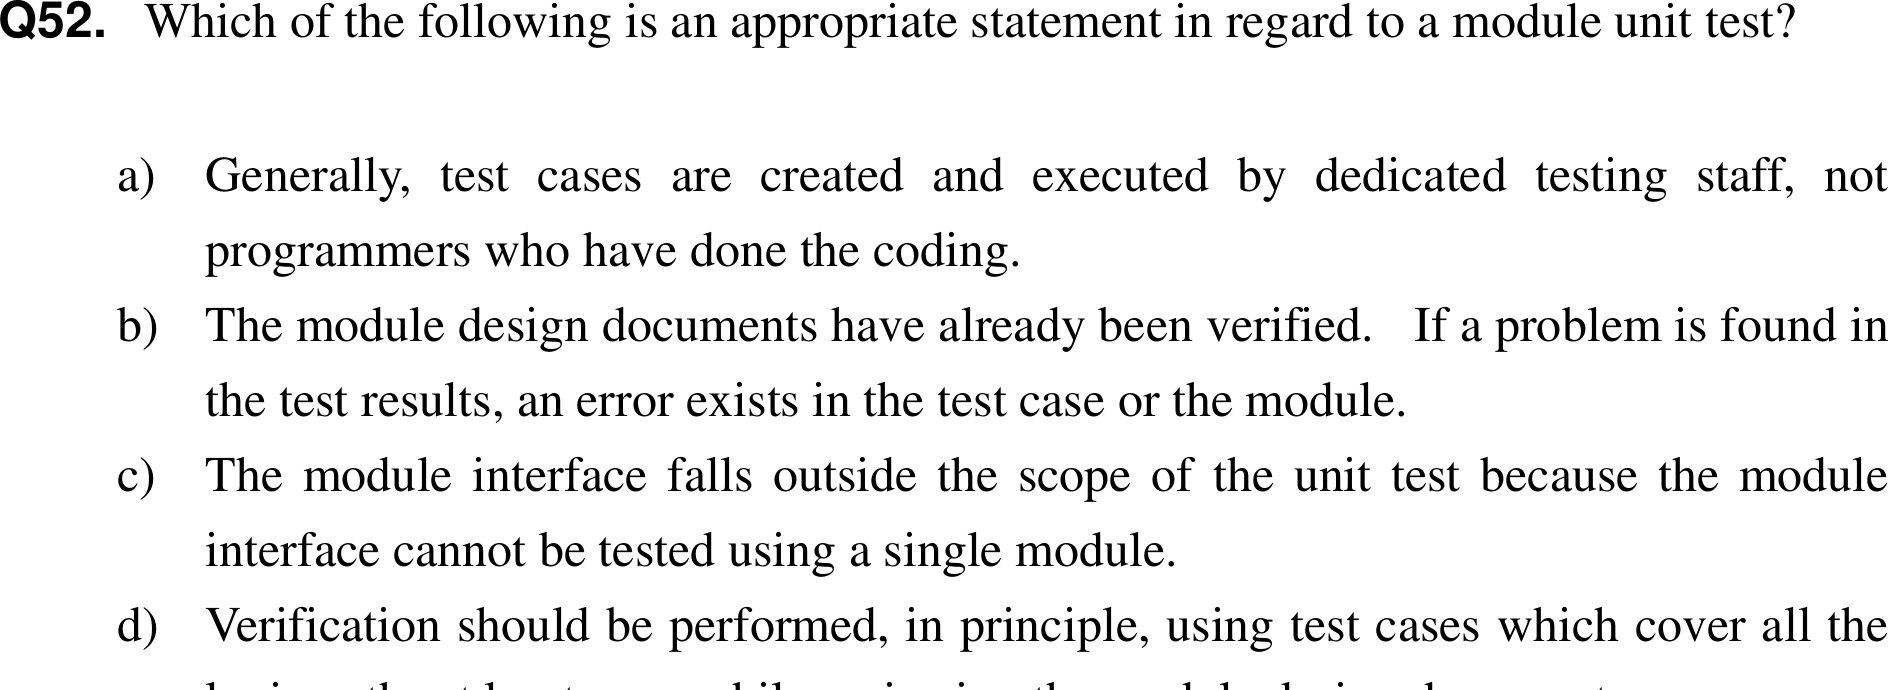 Q52. Which of the following is an appropriate statement in regard to a module unit test?
a) Generally, test cases are created and executed by dedicated testing staff, not
programmers who have done the coding.
b) The module design documents have already been verified. If a problem is found in
the test results, an error exists in the test case or the module.
c) The module interface falls outside the scope of the unit test because the module
interface cannot be tested using a single module.
d) Verification should be performed, in principle, using test cases which cover all the